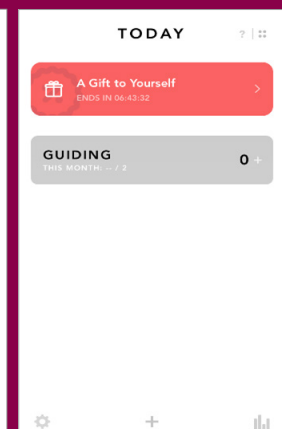 TODAY ?
A Gift to Yourself
ENDS IN 06:43:32
GUIDING 0 +
THIS MONTH: -- / 2
+